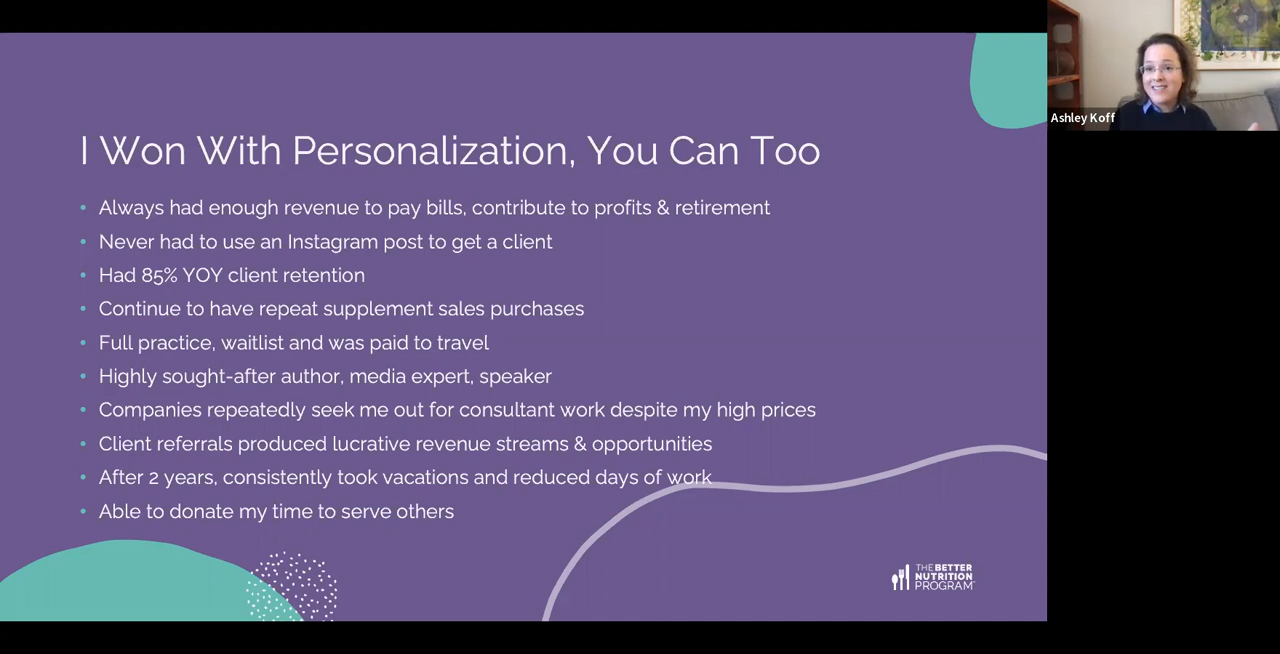 I Won With Personalization, You Can Too
• Always had enough revenue to pay bills, contribute to profits & retirement
• Never had to use an Instagram post to get a client
• Had 85% YOY client retention
• Continue to have repeat supplement sales purchases
• Full practice, waitlist and was paid to travel
• Highly sought-after author, media expert, speaker
• Companies repeatedly seek me out for consultant work despite my high prices
• Client referrals produced lucrative revenue streams & opportunities
• After 2 years, consistently took vacations and reduced days of work
• Able to donate my time to serve others
THE BETTER
NUTRITION
PROGRAM
Ashley Koff